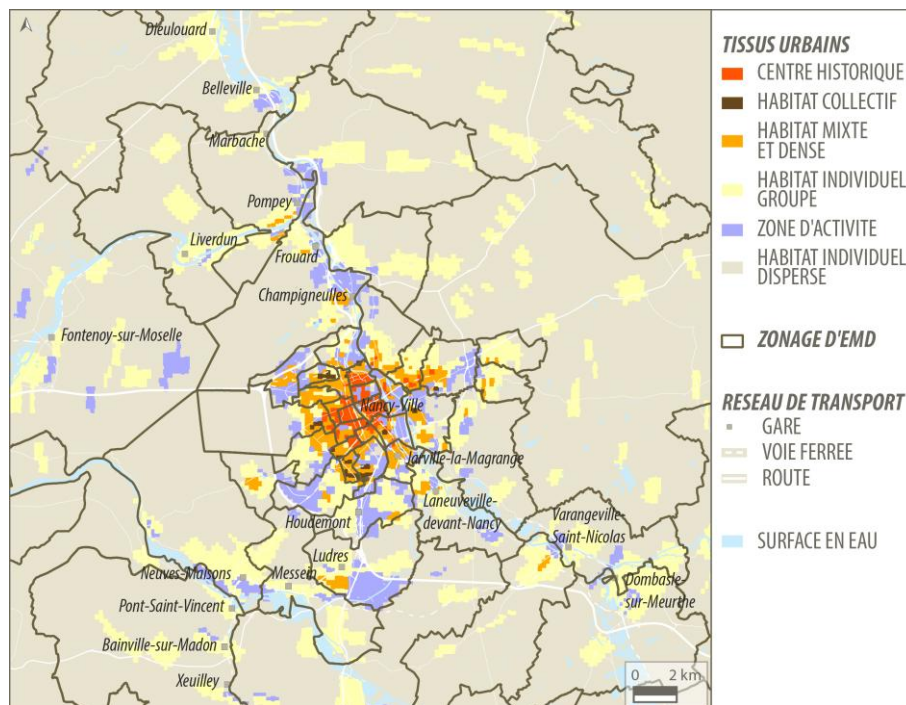 Dieulouard
Belleville
Marbache
Pompey
Liverdun
Frouard
Champigneulles
Fontenoy-sur-Moselle
Nancy-Ville
Jarville-la-Magrange
Laneuveville-
devant-Nancy
Varangeville-
Saint-Nicolas
Houdemont
Ludres
Neuves-Maisons
Messein
Dombasle-
sur-Meurthe
Pont-Saint-Vincent
Bainville-sur-Madon
Xeuilley
0 2 km
TISSUS URBAINS
CENTRE HISTORIQUE
HABITAT COLLECTIF
HABITAT MIXTE
ET DENSE
HABITAT INDIVIDUEL
GROUPE
ZONE D'ACTIVITE
HABITAT INDIVIDUEL
DISPERSE
ZONAGE D'EMD
RESEAU DE TRANSPORT
GARE
VOIE FERREE
ROUTE
SURFACE EN EAU